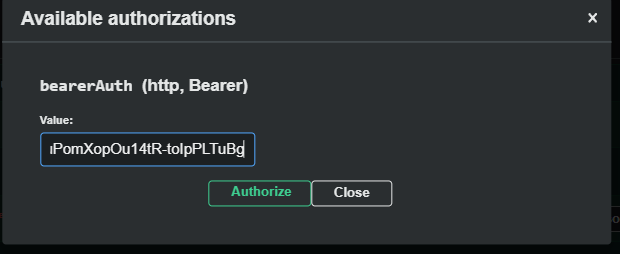 Available authorizations
×
bearerAuth (http, Bearer)
Value:
PomXopOu14tR-toIpPLTuBg
Authorize Close